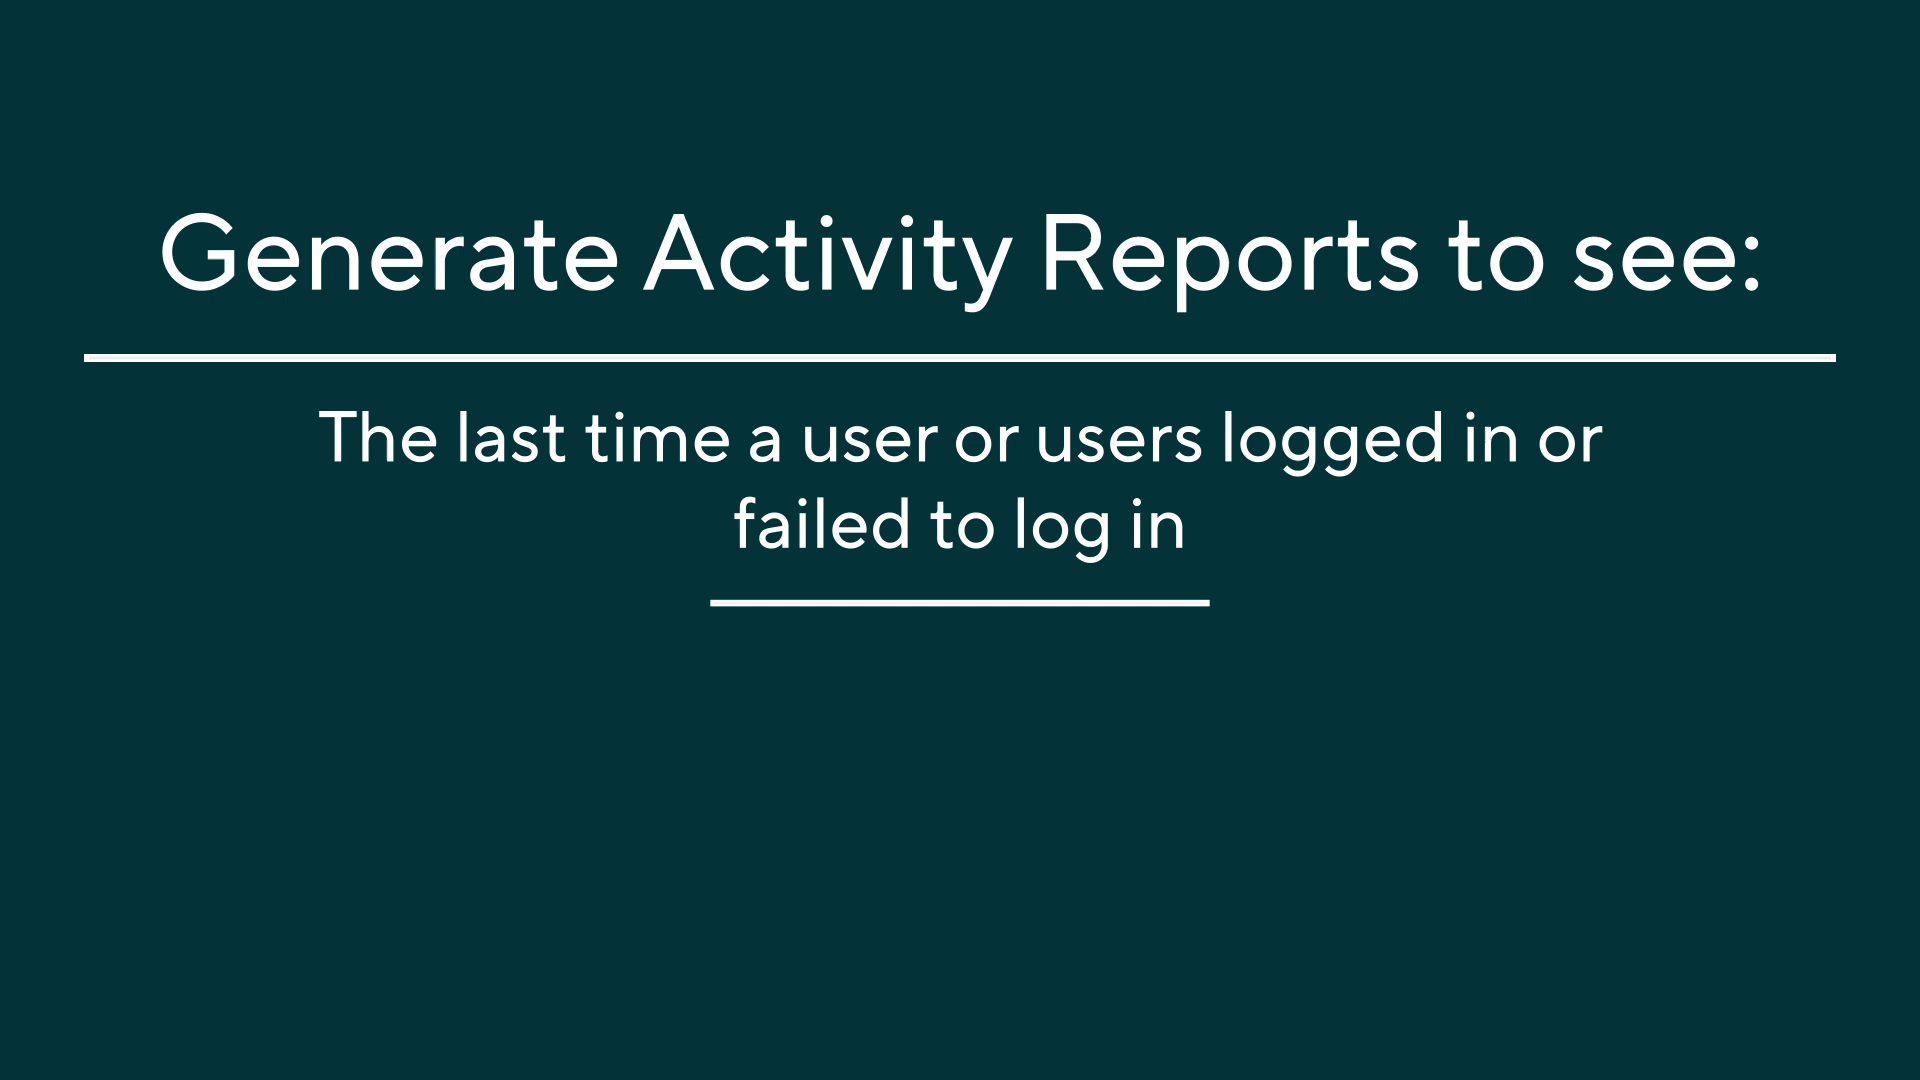 Generate Activity Reports to see:
The last time a user or users logged in or
failed to log in